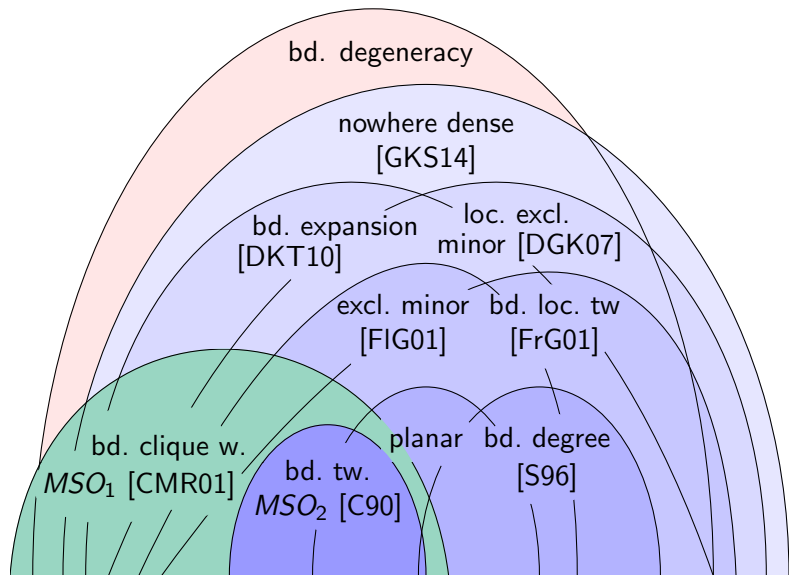 bd. degeneracy
nowhere dense
[GKS14]
bd. expansion
[DKT10]
loc. excl.
minor [DGK07]
excl. minor
[FlG01]
bd. loc. tw
[FrG01]
bd. clique w.
MSO₁ [CMR01]
bd. tw.
MSO₂ [C90]
planar
bd. degree
[S96]